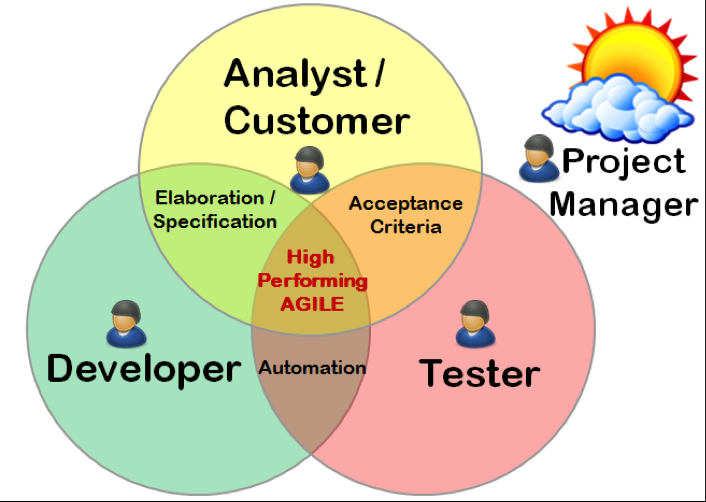 Analyst /
Customer
Project
Manager
Elaboration /
Specification
Acceptance
Criteria
High
Performing
AGILE
Developer
Automation
Tester